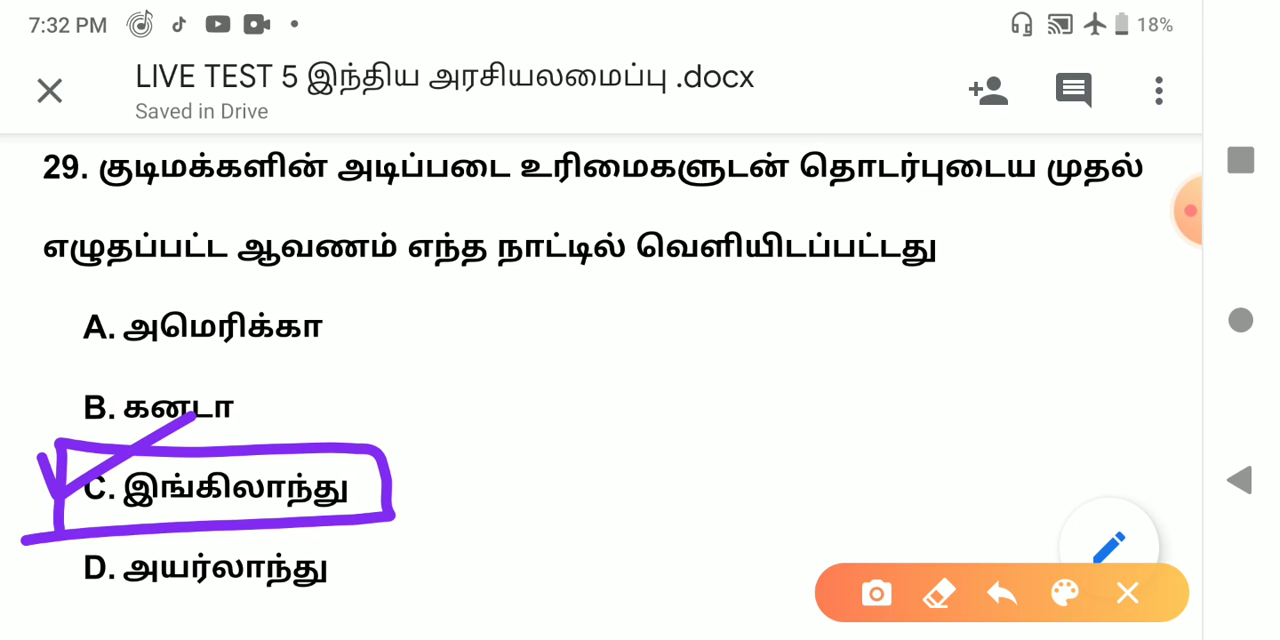 7:32 PM 18%
LIVE TEST 5 இந்திய அரசியலமைப்பு .docx
Saved in Drive
29. குடிமக்களின் அடிப்படை உரிமைகளுடன் தொடர்புடைய முதல்
எழுதப்பட்ட ஆவணம் எந்த நாட்டில் வெளியிடப்பட்டது
A. அமெரிக்கா
B. கனடா
C. இங்கிலாந்து
D. அயர்லாந்து